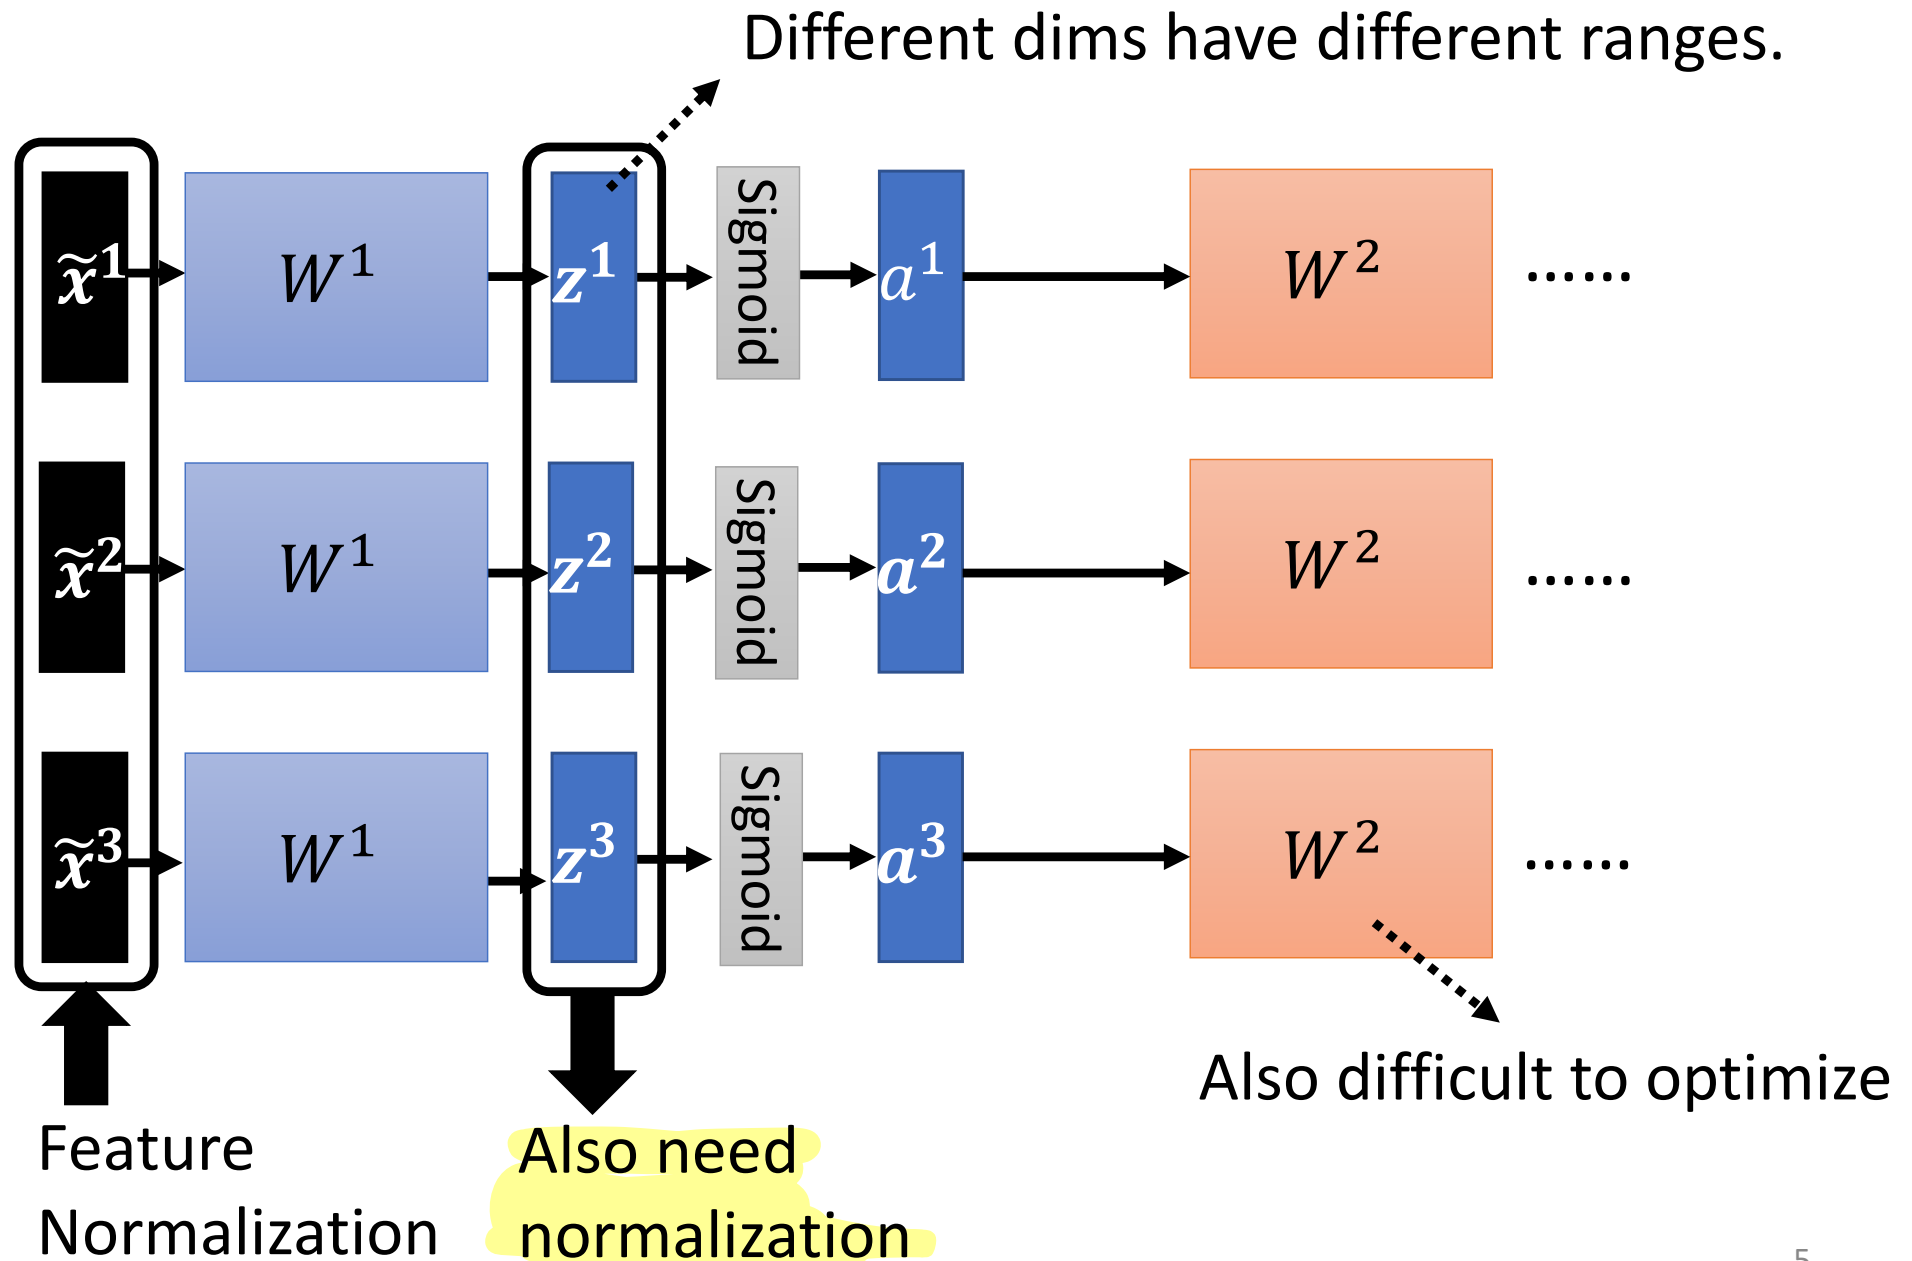 Different dims have different ranges.
x̃¹ W¹ z¹ Sigmoid a¹ W² ……
x̃² W¹ z² Sigmoid a² W² ……
x̃³ W¹ z³ Sigmoid a³ W² ……
Also difficult to optimize
Feature
Normalization
Also need
normalization
5